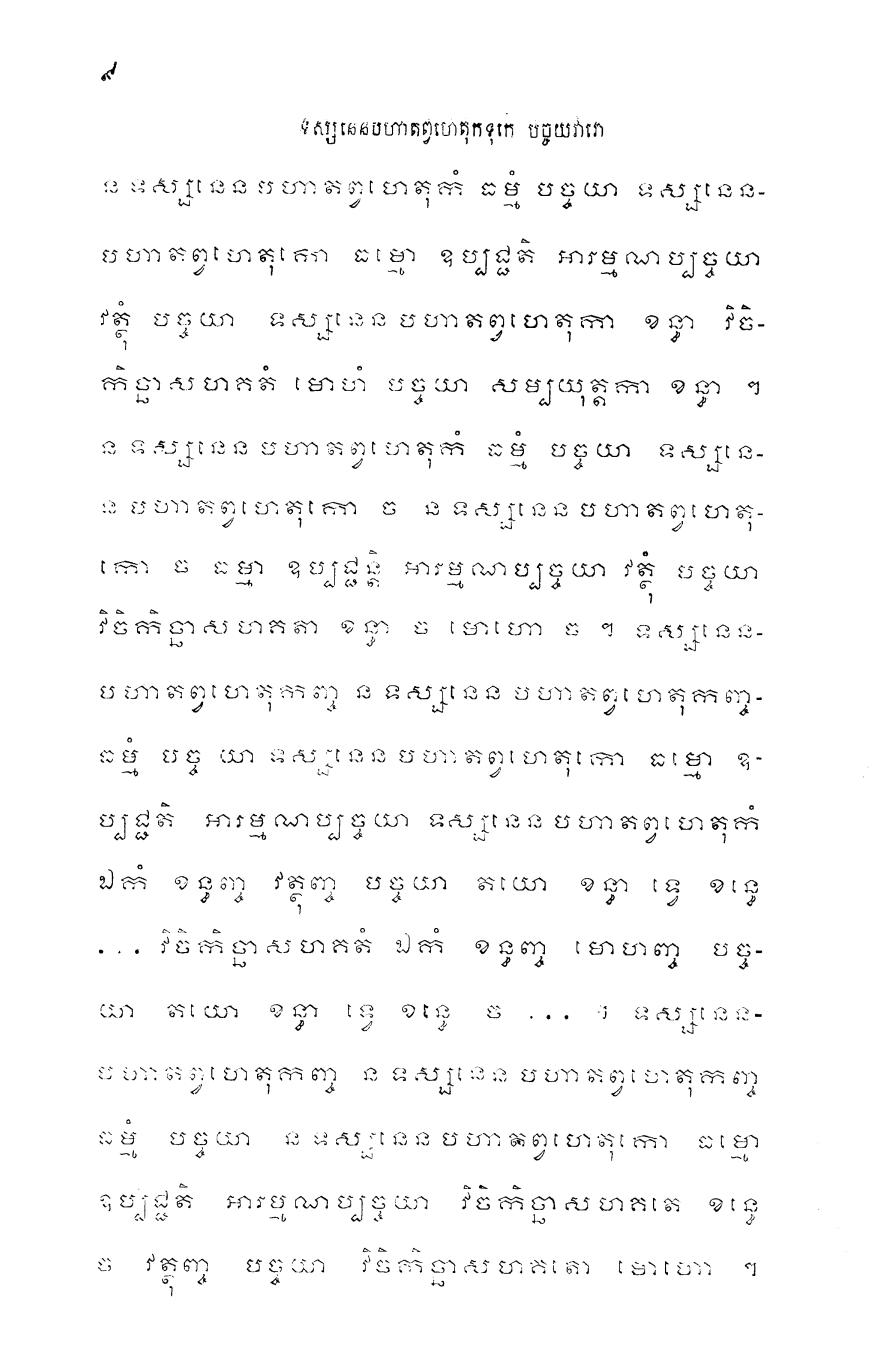 ៩
ទស្សនេនបហាតព្វហេតុកទុកេ បច្ចយវារោ
ន ទស្សនេន បហាតព្វហេតុកំ ធម្មំ បច្ចយា ទស្សនេន-
បហាតព្វហេតុកោ ធម្មោ ឧប្បជ្ជតិ អារម្មណប្បច្ចយា
វត្ថុំ បច្ចយា ទស្សនេន បហាតព្វហេតុកា ខន្ធា វិចិ-
កិច្ឆាសហគតំ មោហំ បច្ចយា សម្បយុត្តកា ខន្ធា ។
ន ទស្សនេន បហាតព្វហេតុកំ ធម្មំ បច្ចយា ទស្សនេ-
ន បហាតព្វហេតុកោ ច ន ទស្សនេន បហាតព្វហេតុ-
កោ ច ធម្មា ឧប្បជ្ជន្តិ អារម្មណប្បច្ចយា វត្ថុំ បច្ចយា
វិចិកិច្ឆាសហគតា ខន្ធា ច មោហោ ច ។ ទស្សនេន-
បហាតព្វហេតុកញ្ច ន ទស្សនេន បហាតព្វហេតុកញ្ច-
ធម្មំ បច្ច យា ទស្សនេន បហាតព្វហេតុកោ ធម្មោ ឧ-
ប្បជ្ជតិ អារម្មណប្បច្ចយា ទស្សនេន បហាតព្វហេតុកំ
ឯកំ ខន្ធញ្ច វត្ថុញ្ច បច្ចយា តយោ ខន្ធា ទ្វេ ខន្ធេ
... វិចិកិច្ឆាសហគតំ ឯកំ ខន្ធញ្ច មោហញ្ច បច្ច-
យា តយោ ខន្ធា ទ្វេ ខន្ធេ ច ... ។ ទស្សនេន-
បហាតព្វហេតុកញ្ច ន ទស្សនេន បហាតព្វហេតុកញ្ច
ធម្មំ បច្ចយា ន ទស្សនេន បហាតព្វហេតុកោ ធម្មោ
ឧប្បជ្ជតិ អារម្មណប្បច្ចយា វិចិកិច្ឆាសហគតេ ខន្ធេ
ច វត្ថុញ្ច បច្ចយា វិចិកិច្ឆាសហគតោ មោហោ ។